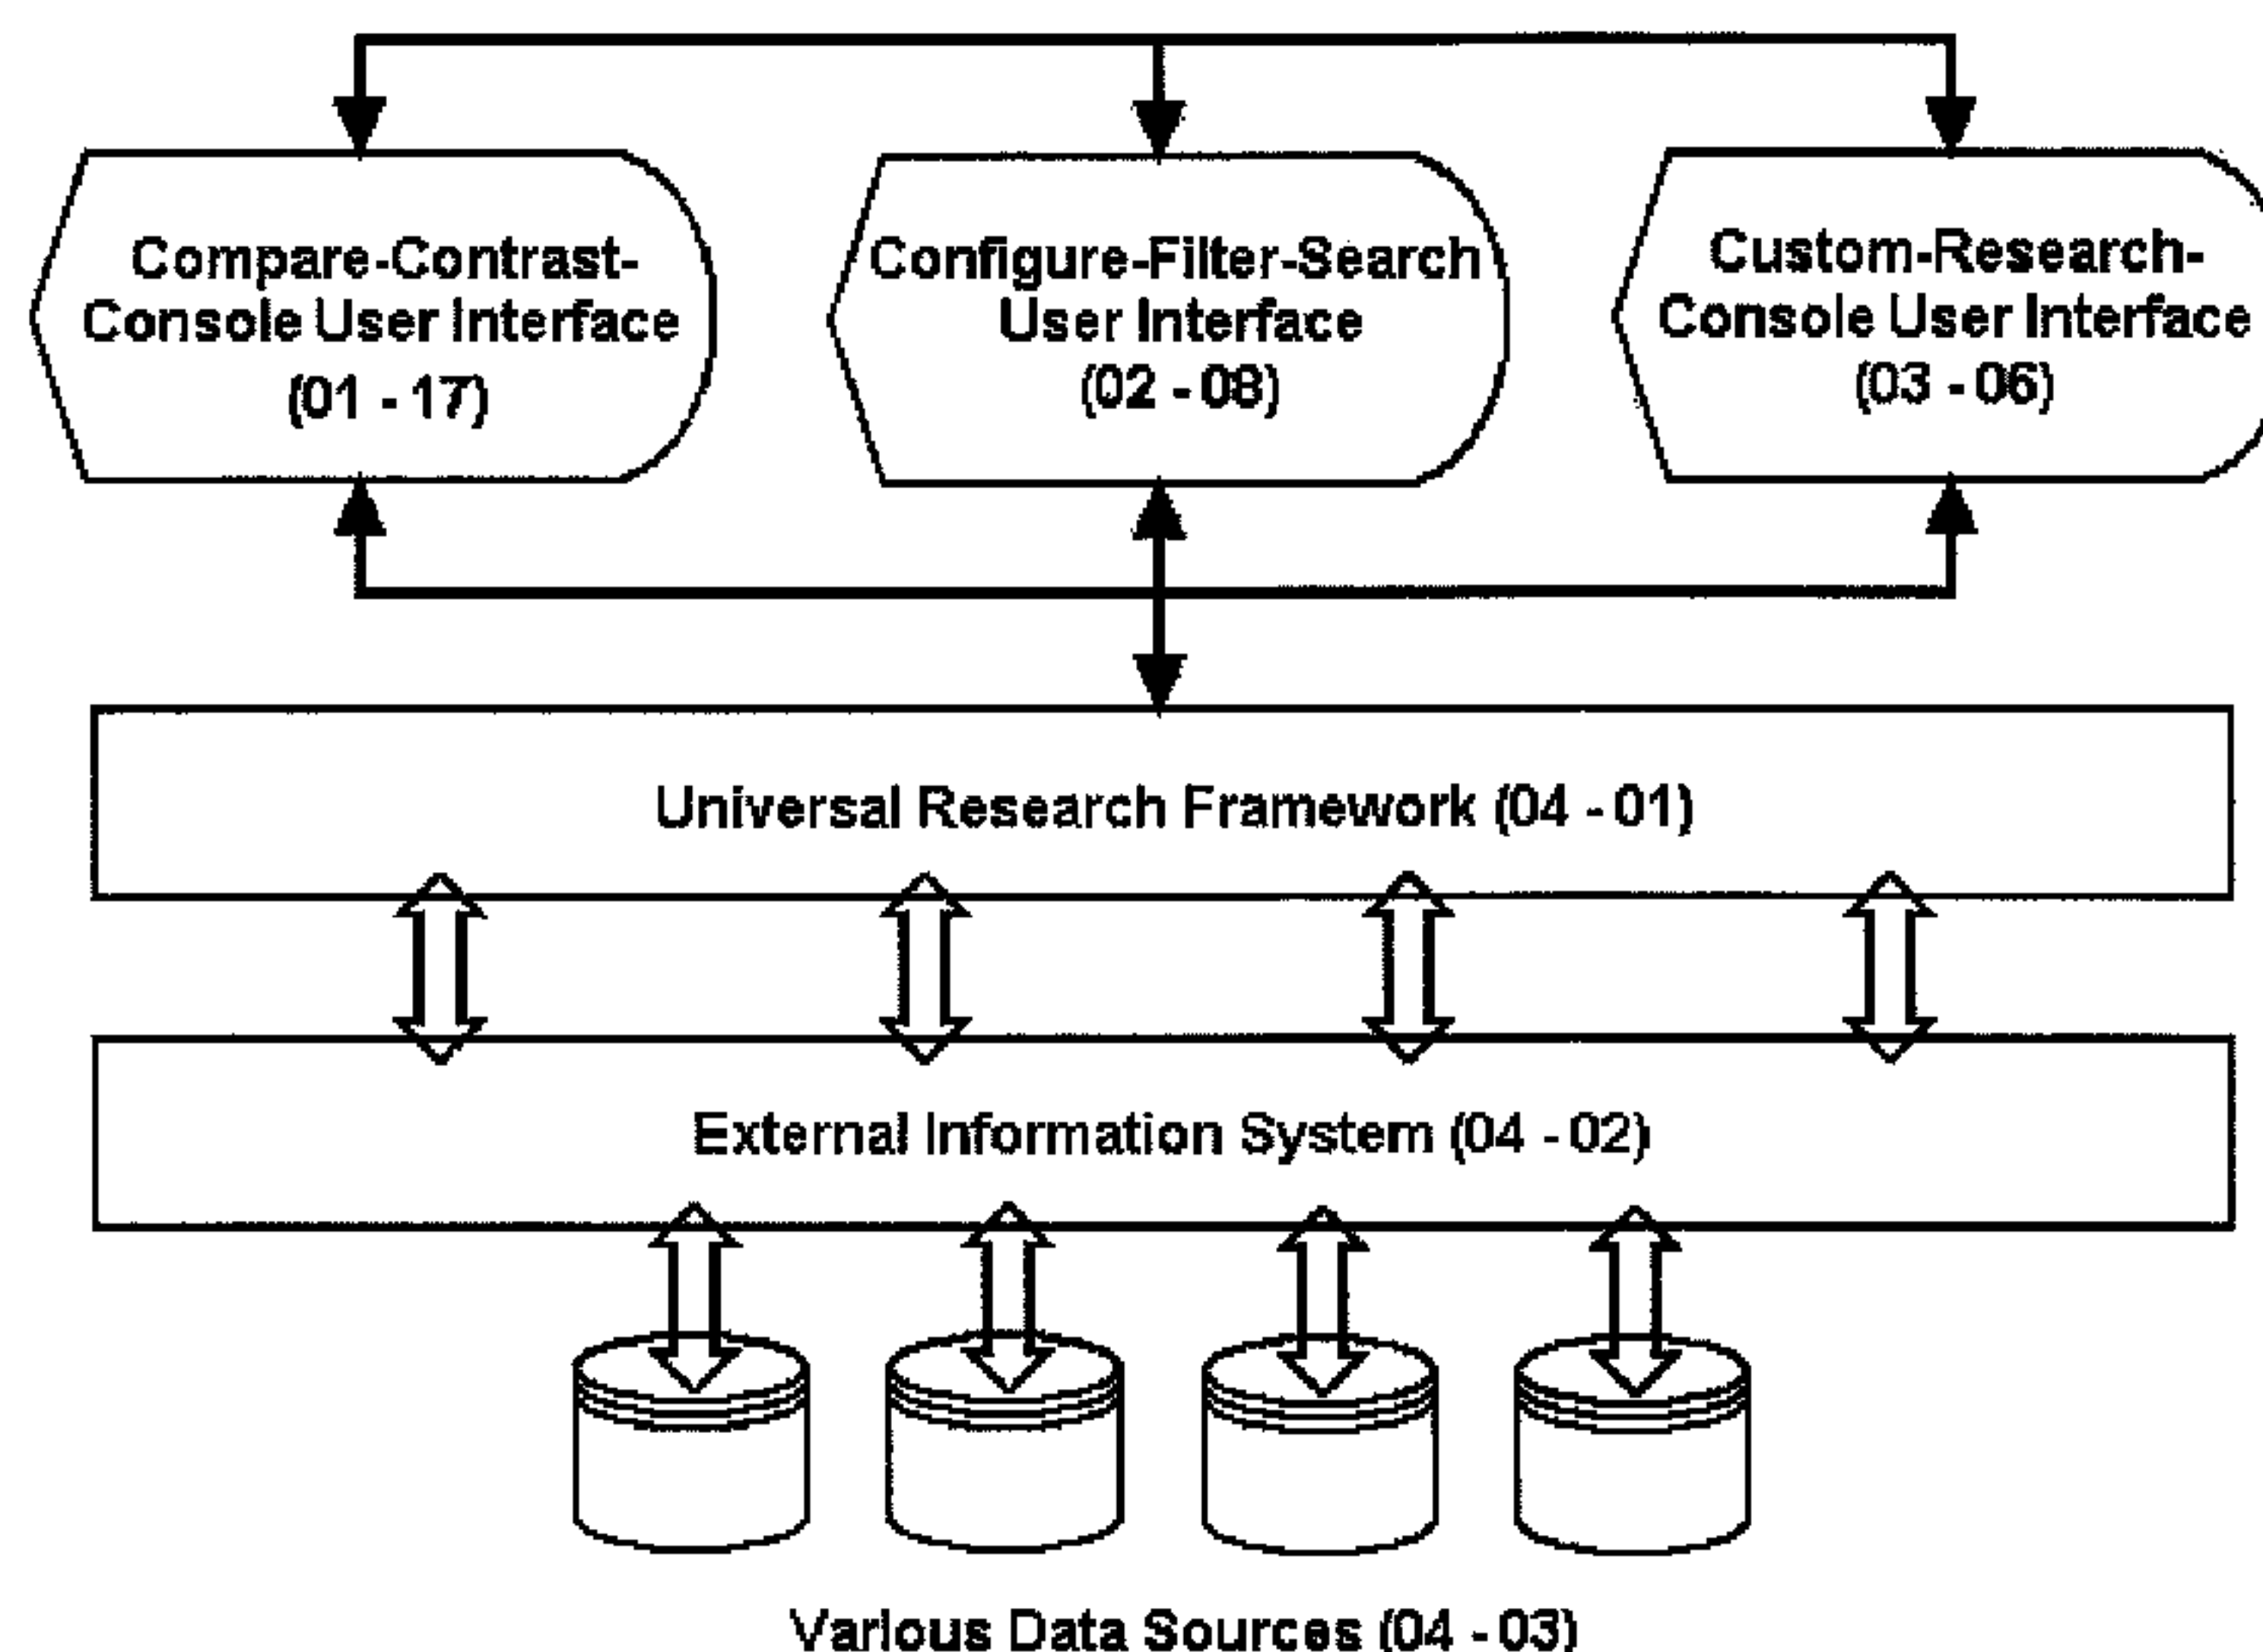 Compare-Contrast-
Console User Interface
(01 - 17)
Configure-Filter-Search
User Interface
(02 - 08)
Custom-Research-
Console User Interface
(03 - 06)
Universal Research Framework (04 - 01)
External Information System (04 - 02)
Various Data Sources (04 - 03)